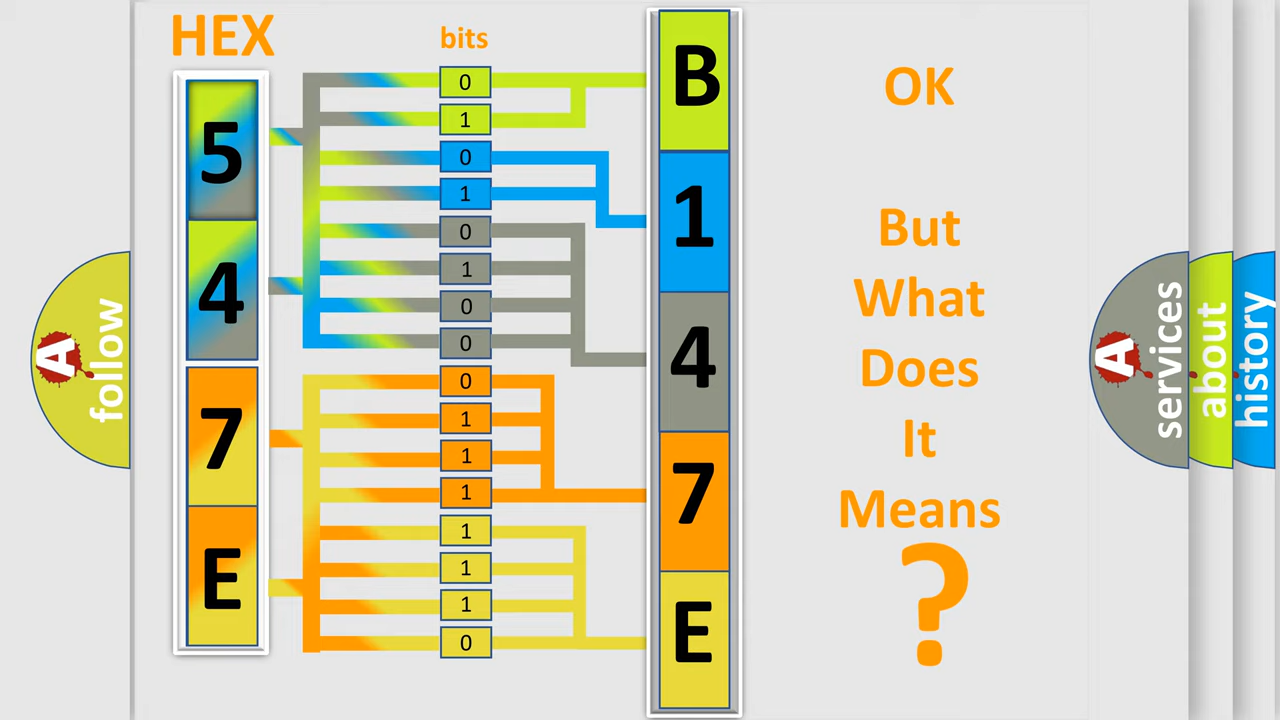 HEX
bits
5
4
7
E
0
1
0
1
0
1
0
0
0
1
1
1
1
1
1
0
B
1
4
7
E
OK
But
What
Does
It
Means
?
A
follow
A
services
about
history